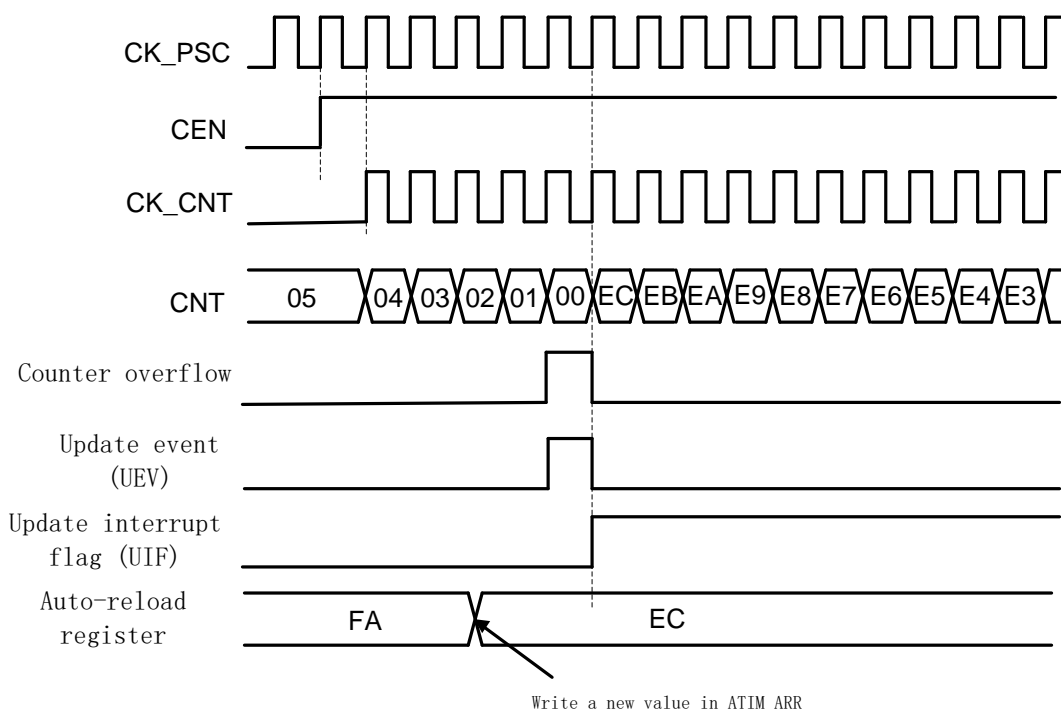 CK_PSC
CEN
CK_CNT
CNT
05 04 03 02 01 00 EC EB EA E9 E8 E7 E6 E5 E4 E3
Counter overflow
Update event
(UEV)
Update interrupt
flag (UIF)
Auto-reload
register
FA
EC
Write a new value in ATIM ARR